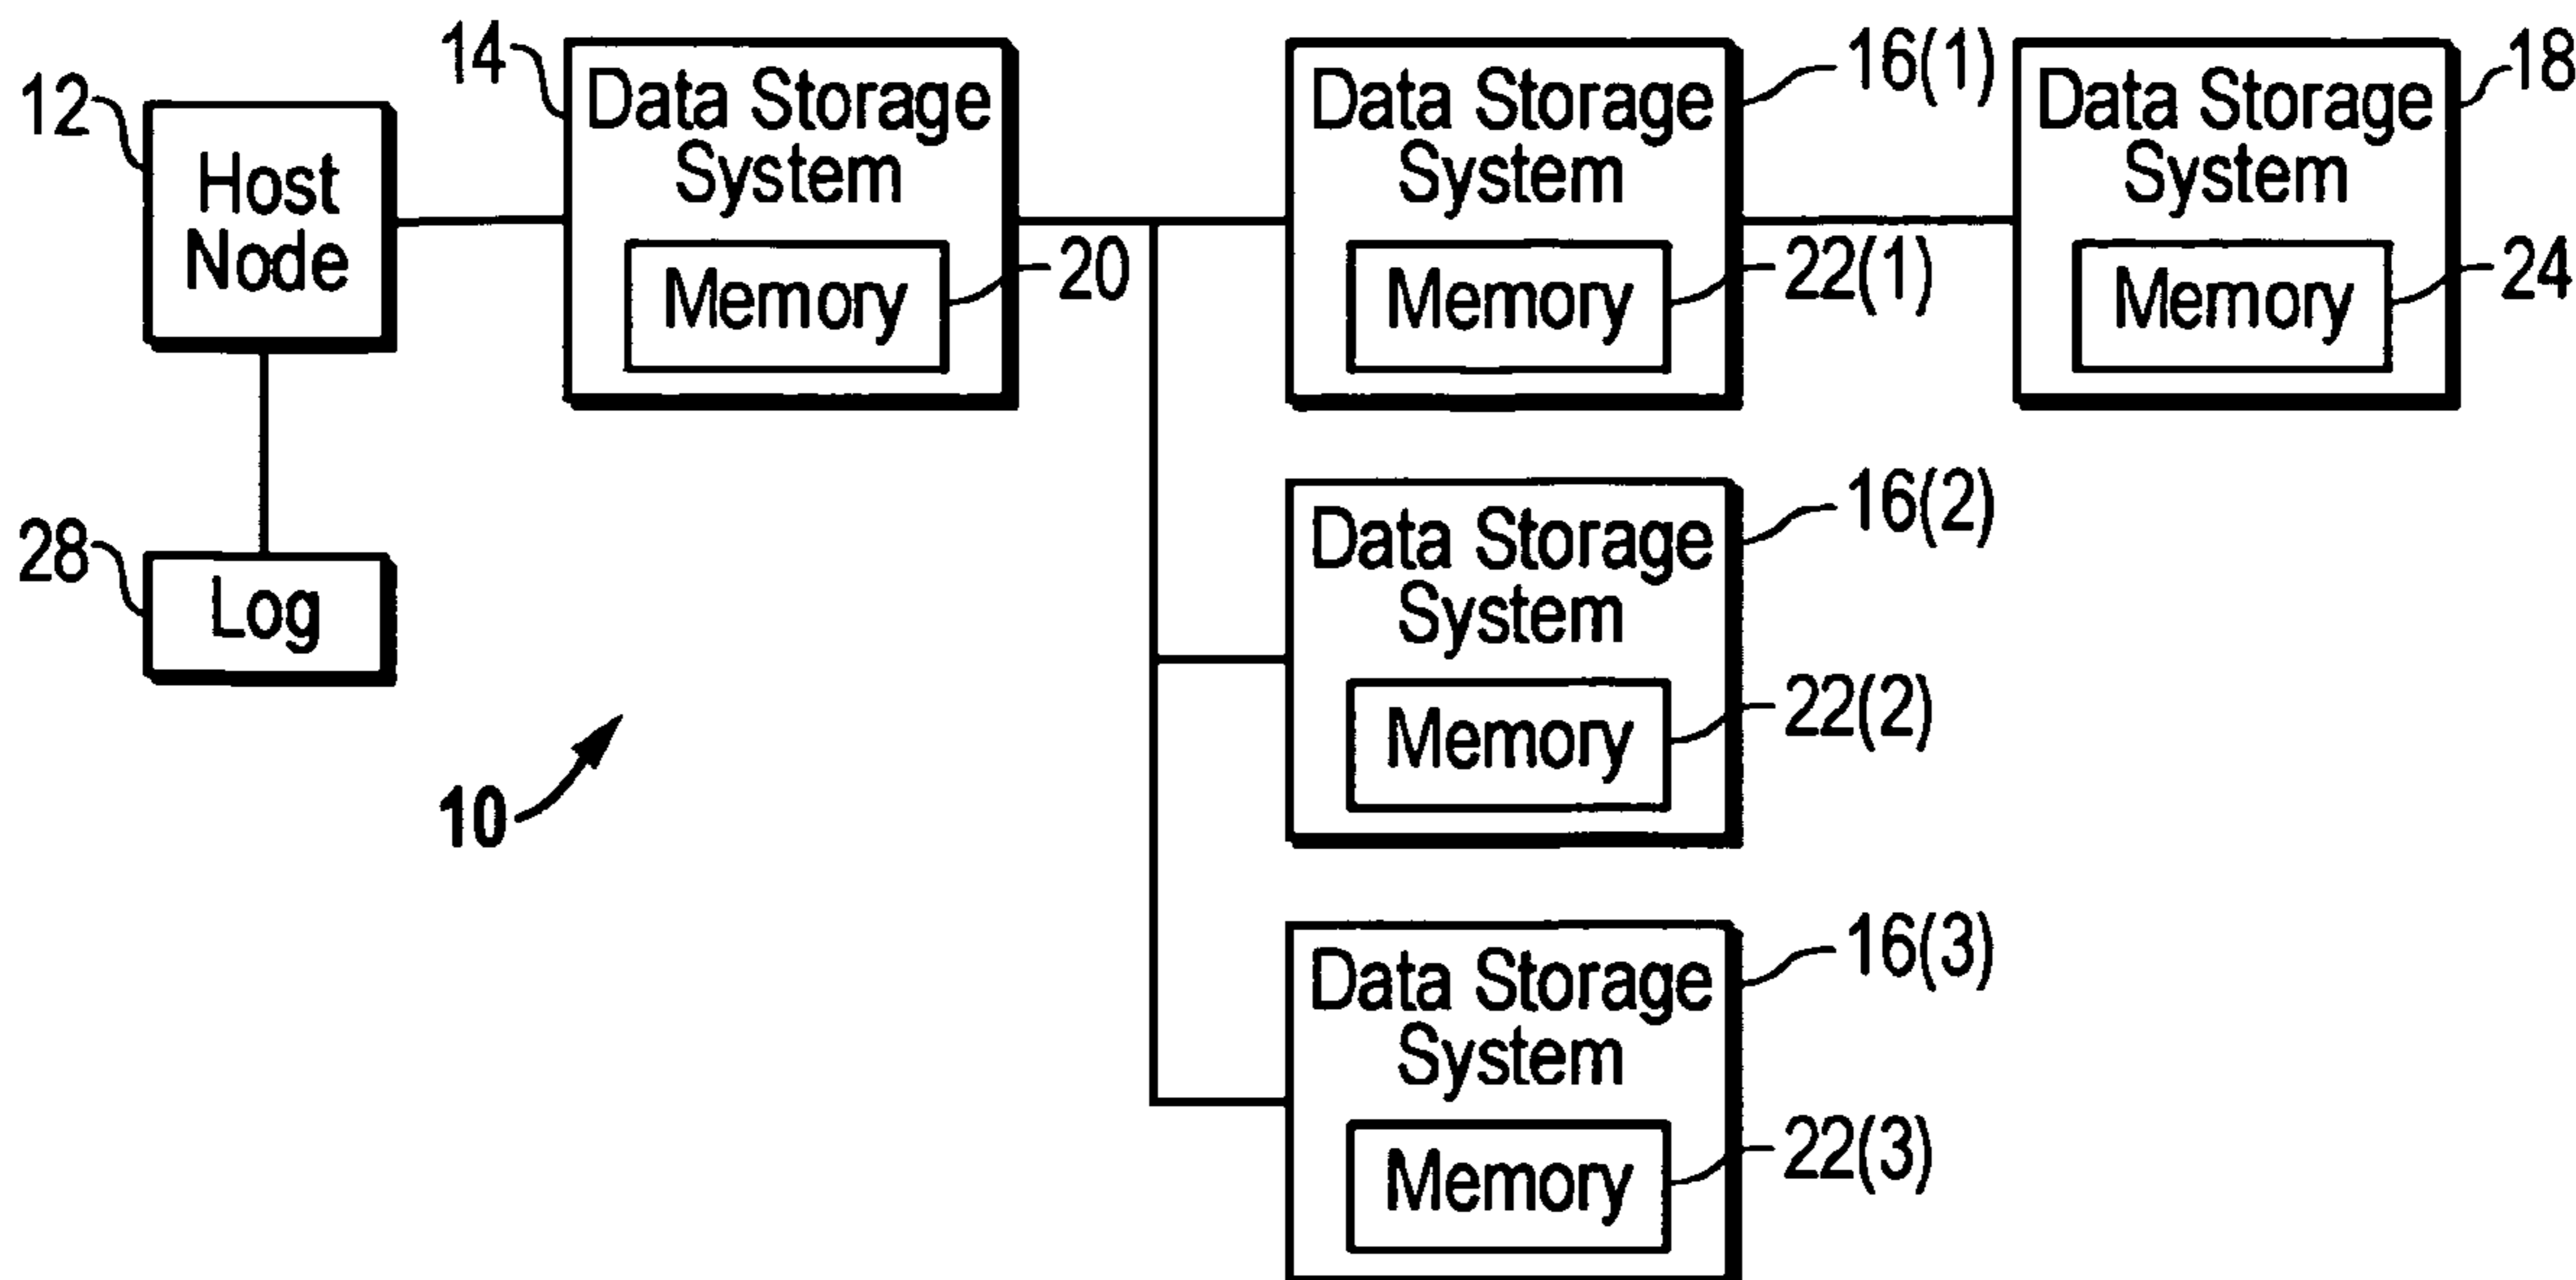 12
Host
Node
14
Data Storage
System
Memory
20
16(1)
Data Storage
System
Memory
22(1)
18
Data Storage
System
Memory
24
28
Log
10
16(2)
Data Storage
System
Memory
22(2)
16(3)
Data Storage
System
Memory
22(3)